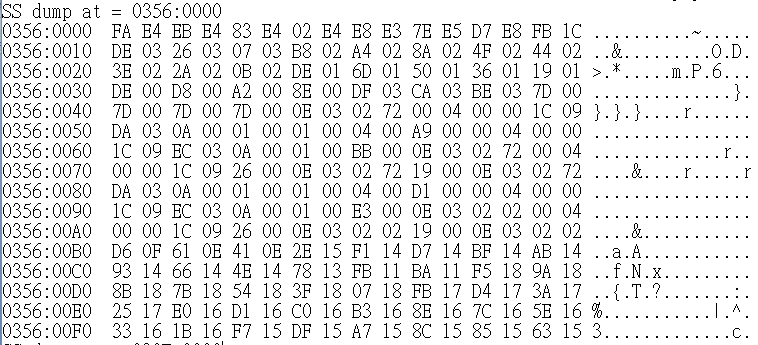 SS dump at = 0356:0000
0356:0000 FA E4 EB E4 83 E4 02 E4 E8 E3 7E E5 D7 E8 FB 1C ..........~.....
0356:0010 DE 03 26 03 07 03 B8 02 A4 02 8A 02 4F 02 44 02 ..&.........O.D.
0356:0020 3E 02 2A 02 0B 02 DE 01 6D 01 50 01 36 01 19 01 >.*.....m.P.6...
0356:0030 DE 00 D8 00 A2 00 8E 00 DF 03 CA 03 BE 03 7D 00 ..............}.
0356:0040 7D 00 7D 00 7D 00 0E 03 02 72 00 04 00 00 1C 09 }.}.}....r......
0356:0050 DA 03 0A 00 01 00 01 00 04 00 A9 00 00 04 00 00 ................
0356:0060 1C 09 EC 03 0A 00 01 00 BB 00 0E 03 02 72 00 04 .............r..
0356:0070 00 00 1C 09 26 00 0E 03 02 72 19 00 0E 03 02 72 ....&....r.....r
0356:0080 DA 03 0A 00 01 00 01 00 04 00 D1 00 00 04 00 00 ................
0356:0090 1C 09 EC 03 0A 00 01 00 E3 00 0E 03 02 02 00 04 ................
0356:00A0 00 00 1C 09 26 00 0E 03 02 02 19 00 0E 03 02 02 ....&...........
0356:00B0 D6 0F 61 0E 41 0E 2E 15 F1 14 D7 14 BF 14 AB 14 ..a.A...........
0356:00C0 93 14 66 14 4E 14 78 13 FB 11 BA 11 F5 18 9A 18 ..f.N.x.........
0356:00D0 8B 18 7B 18 54 18 3F 18 07 18 FB 17 D4 17 3A 17 ..{.T.?.......:.
0356:00E0 25 17 E0 16 D1 16 C0 16 B3 16 8E 16 7C 16 5E 16 %...........|.^.
0356:00F0 33 16 1B 16 F7 15 DF 15 A7 15 8C 15 85 15 63 15 3.............c.